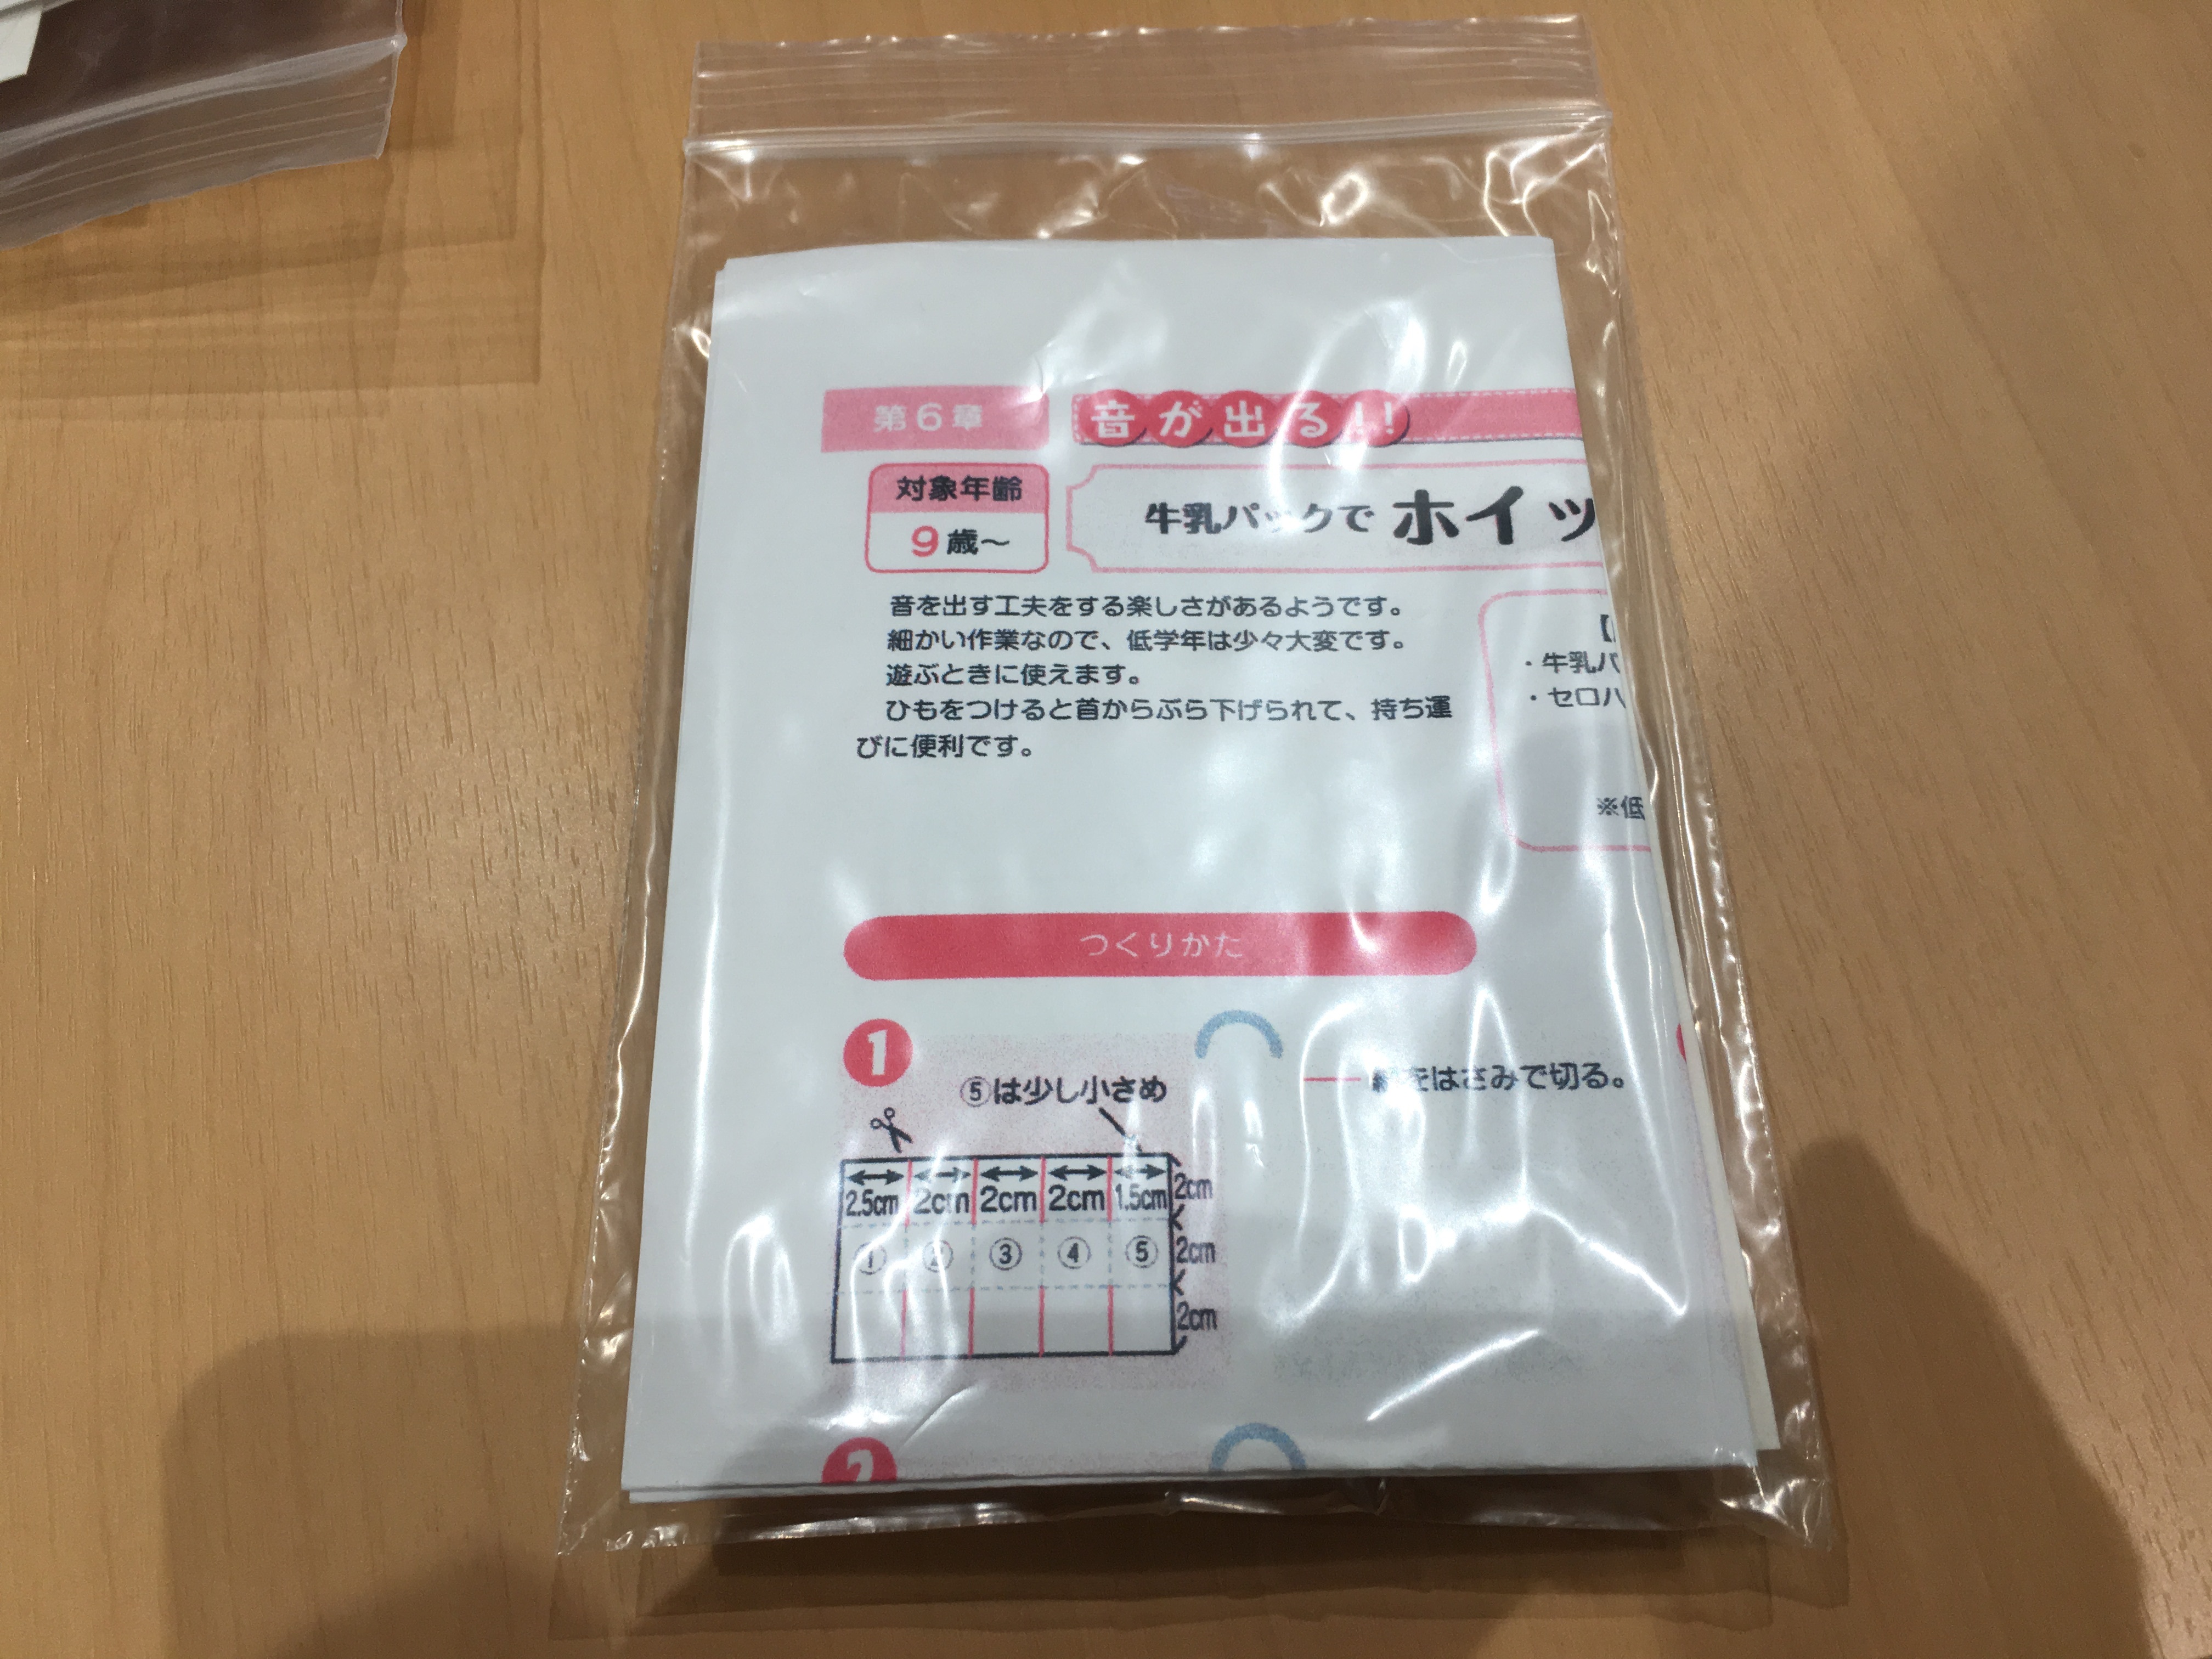 第6章
音が出る!!
対象年齢
9歳～
牛乳パックで ホイッ
音を出す工夫をする楽しさがあるようです。
細かい作業なので、低学年は少々大変です。
遊ぶときに使えます。
ひもをつけると首からぶら下げられて、持ち運
びに便利です。
【
・牛乳パ
・セロハ
※低
つくりかた
1
⑤は少し小さめ
をはさみで切る。
2.5cm 2cm 2cm 2cm 1.5cm 2cm
① ② ③ ④ ⑤ 2cm
2cm
2